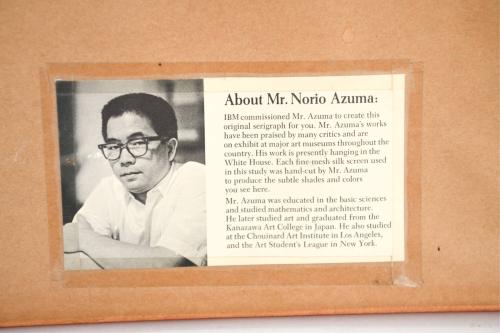 About Mr. Norio Azuma:
IBM commissioned Mr. Azuma to create this
original serigraph for you. Mr. Azuma's works
have been praised by many critics and are
on exhibit at major art museums throughout the
country. His work is presently hanging in the
White House. Each fine-mesh silk screen used
in this study was hand-cut by Mr. Azuma
to produce the subtle shades and colors
you see here.
Mr. Azuma was educated in the basic sciences
and studied mathematics and architecture.
He later studied art and graduated from the
Kanazawa Art College in Japan. He also studied
at the Chouinard Art Institute in Los Angeles,
and the Art Student's League in New York.